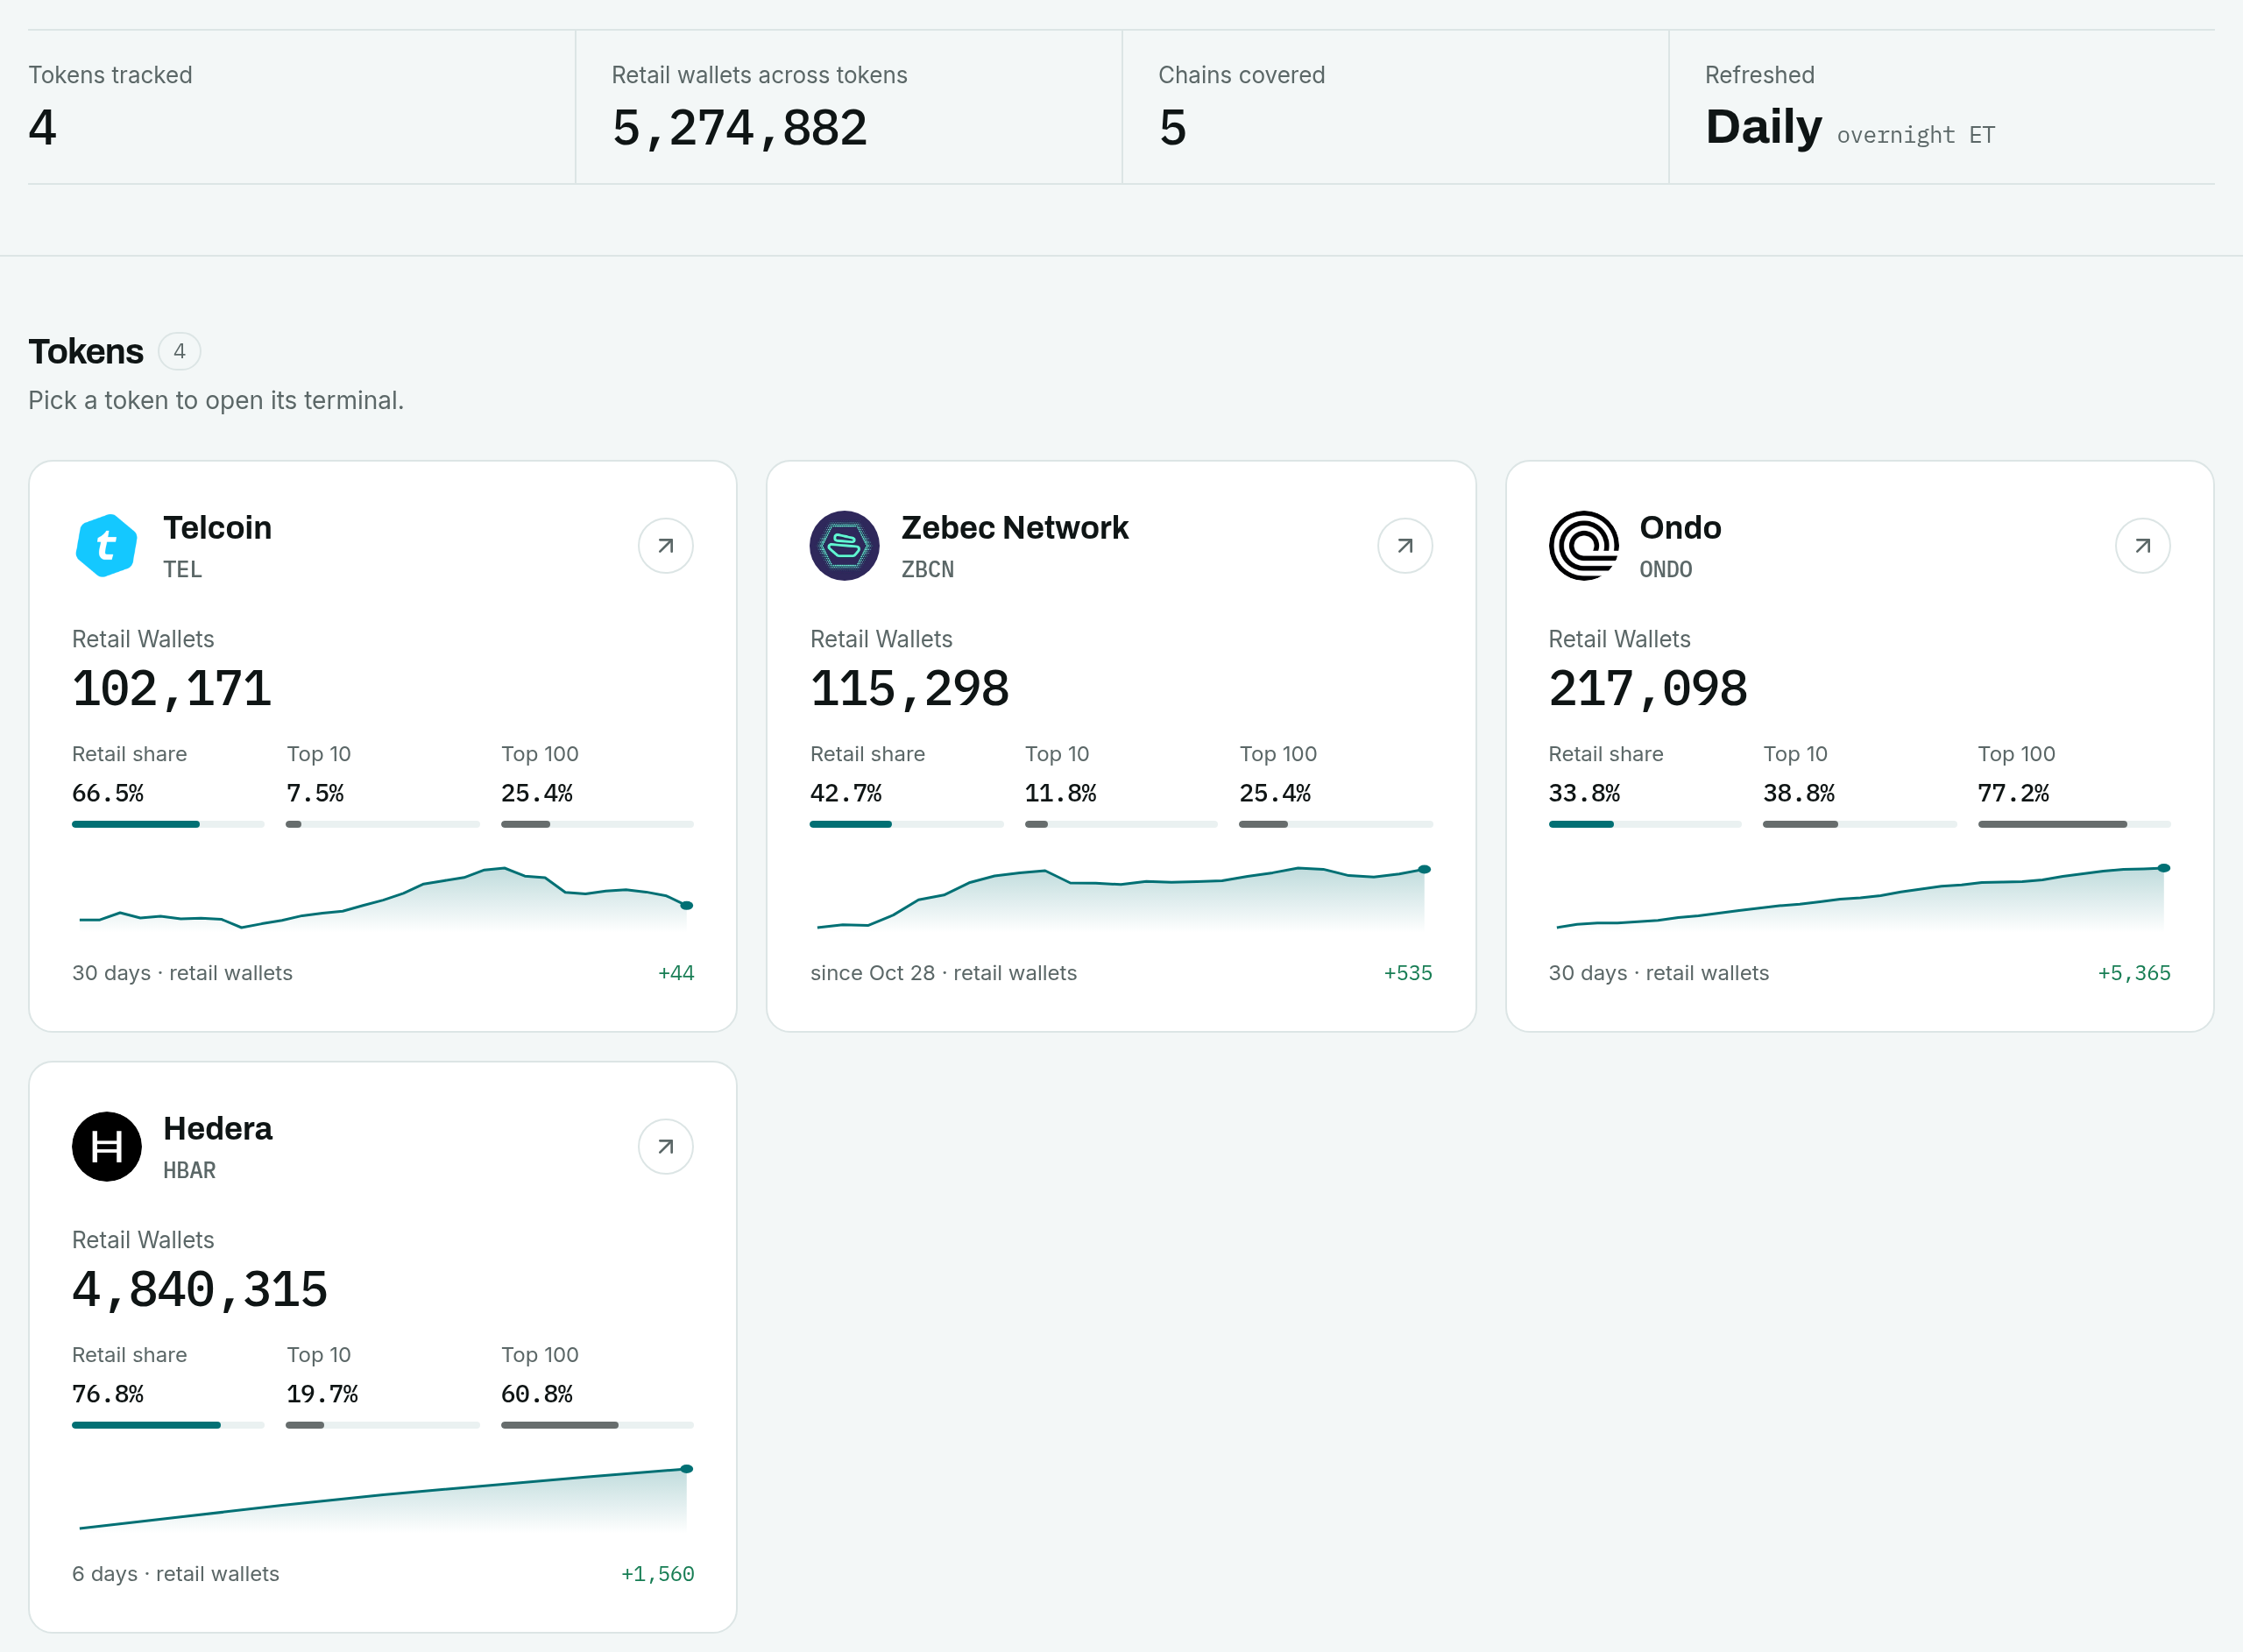 Tokens tracked
4
Retail wallets across tokens
5,274,882
Chains covered
5
Refreshed
Daily overnight ET
Tokens 4
Pick a token to open its terminal.
t
Telcoin
TEL
Retail Wallets
102,171
Retail share Top 10 Top 100
66.5% 7.5% 25.4%
30 days · retail wallets +44
Zebec Network
ZBCN
Retail Wallets
115,298
Retail share Top 10 Top 100
42.7% 11.8% 25.4%
since Oct 28 · retail wallets +535
Ondo
ONDO
Retail Wallets
217,098
Retail share Top 10 Top 100
33.8% 38.8% 77.2%
30 days · retail wallets +5,365
H
Hedera
HBAR
Retail Wallets
4,840,315
Retail share Top 10 Top 100
76.8% 19.7% 60.8%
6 days · retail wallets +1,560